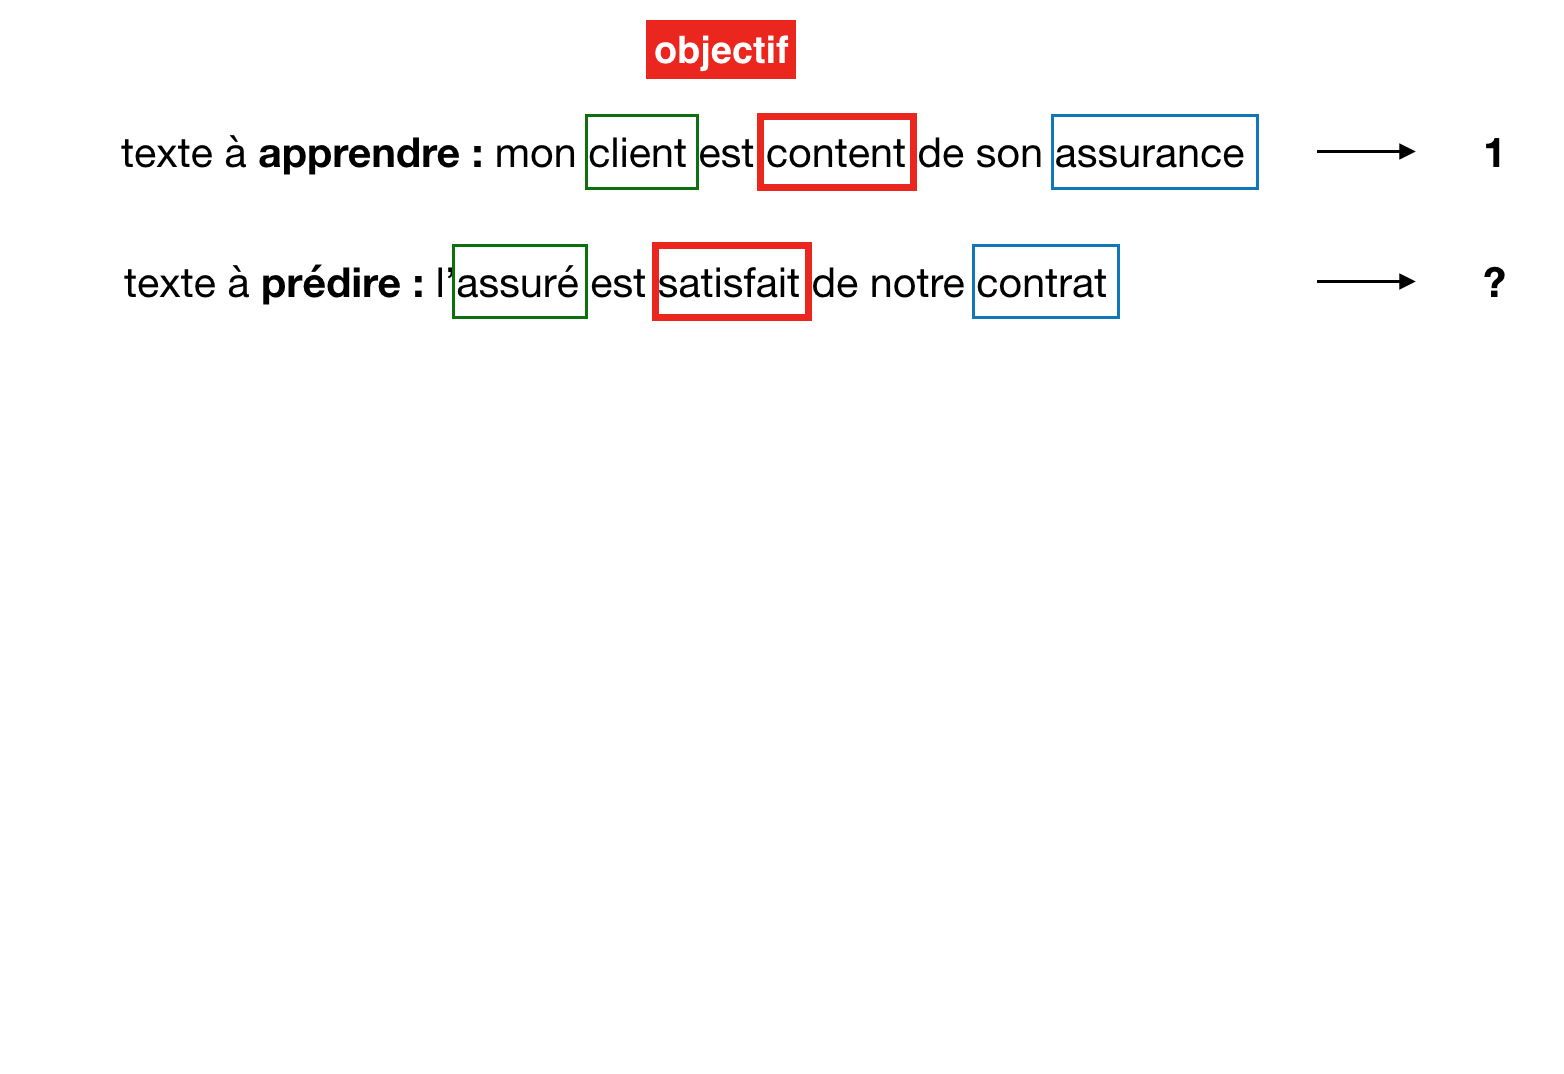 objectif
texte à apprendre : mon client est content de son assurance 1
texte à prédire : l’assuré est satisfait de notre contrat ?